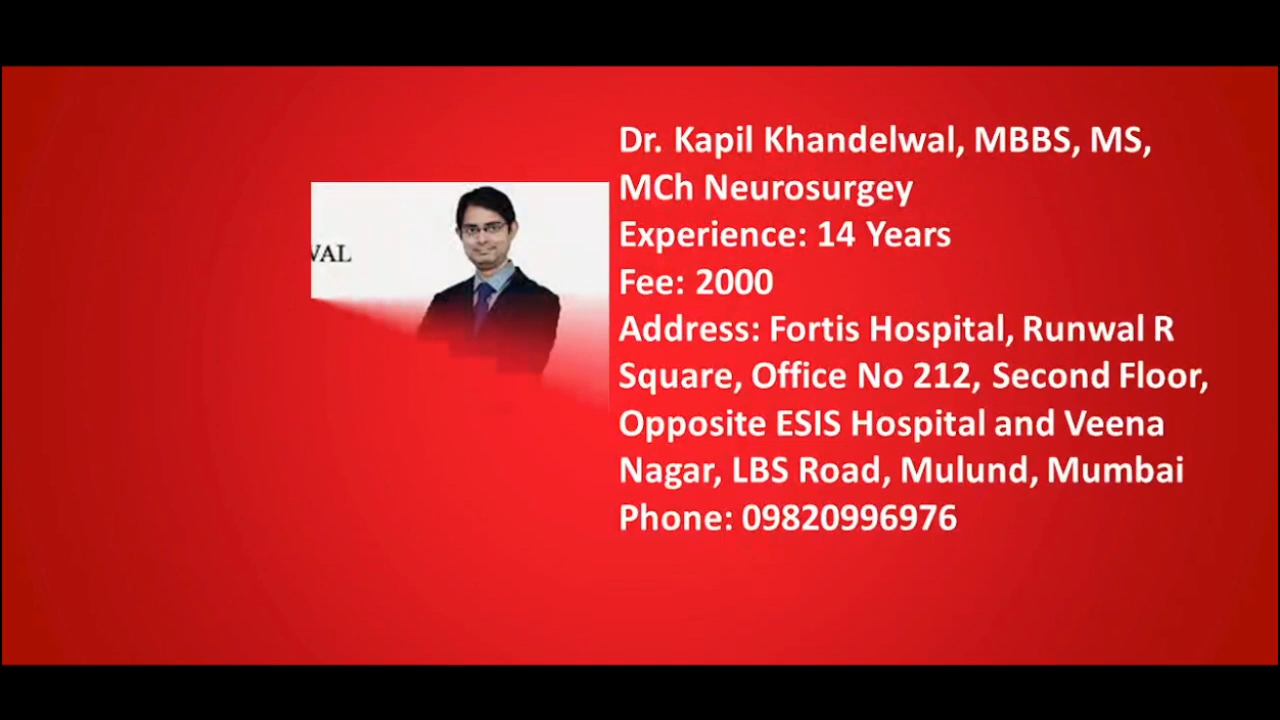 Dr. Kapil Khandelwal, MBBS, MS,
MCh Neurosurgey
Experience: 14 Years
Fee: 2000
Address: Fortis Hospital, Runwal R
Square, Office No 212, Second Floor,
Opposite ESIS Hospital and Veena
Nagar, LBS Road, Mulund, Mumbai
Phone: 09820996976
VAL